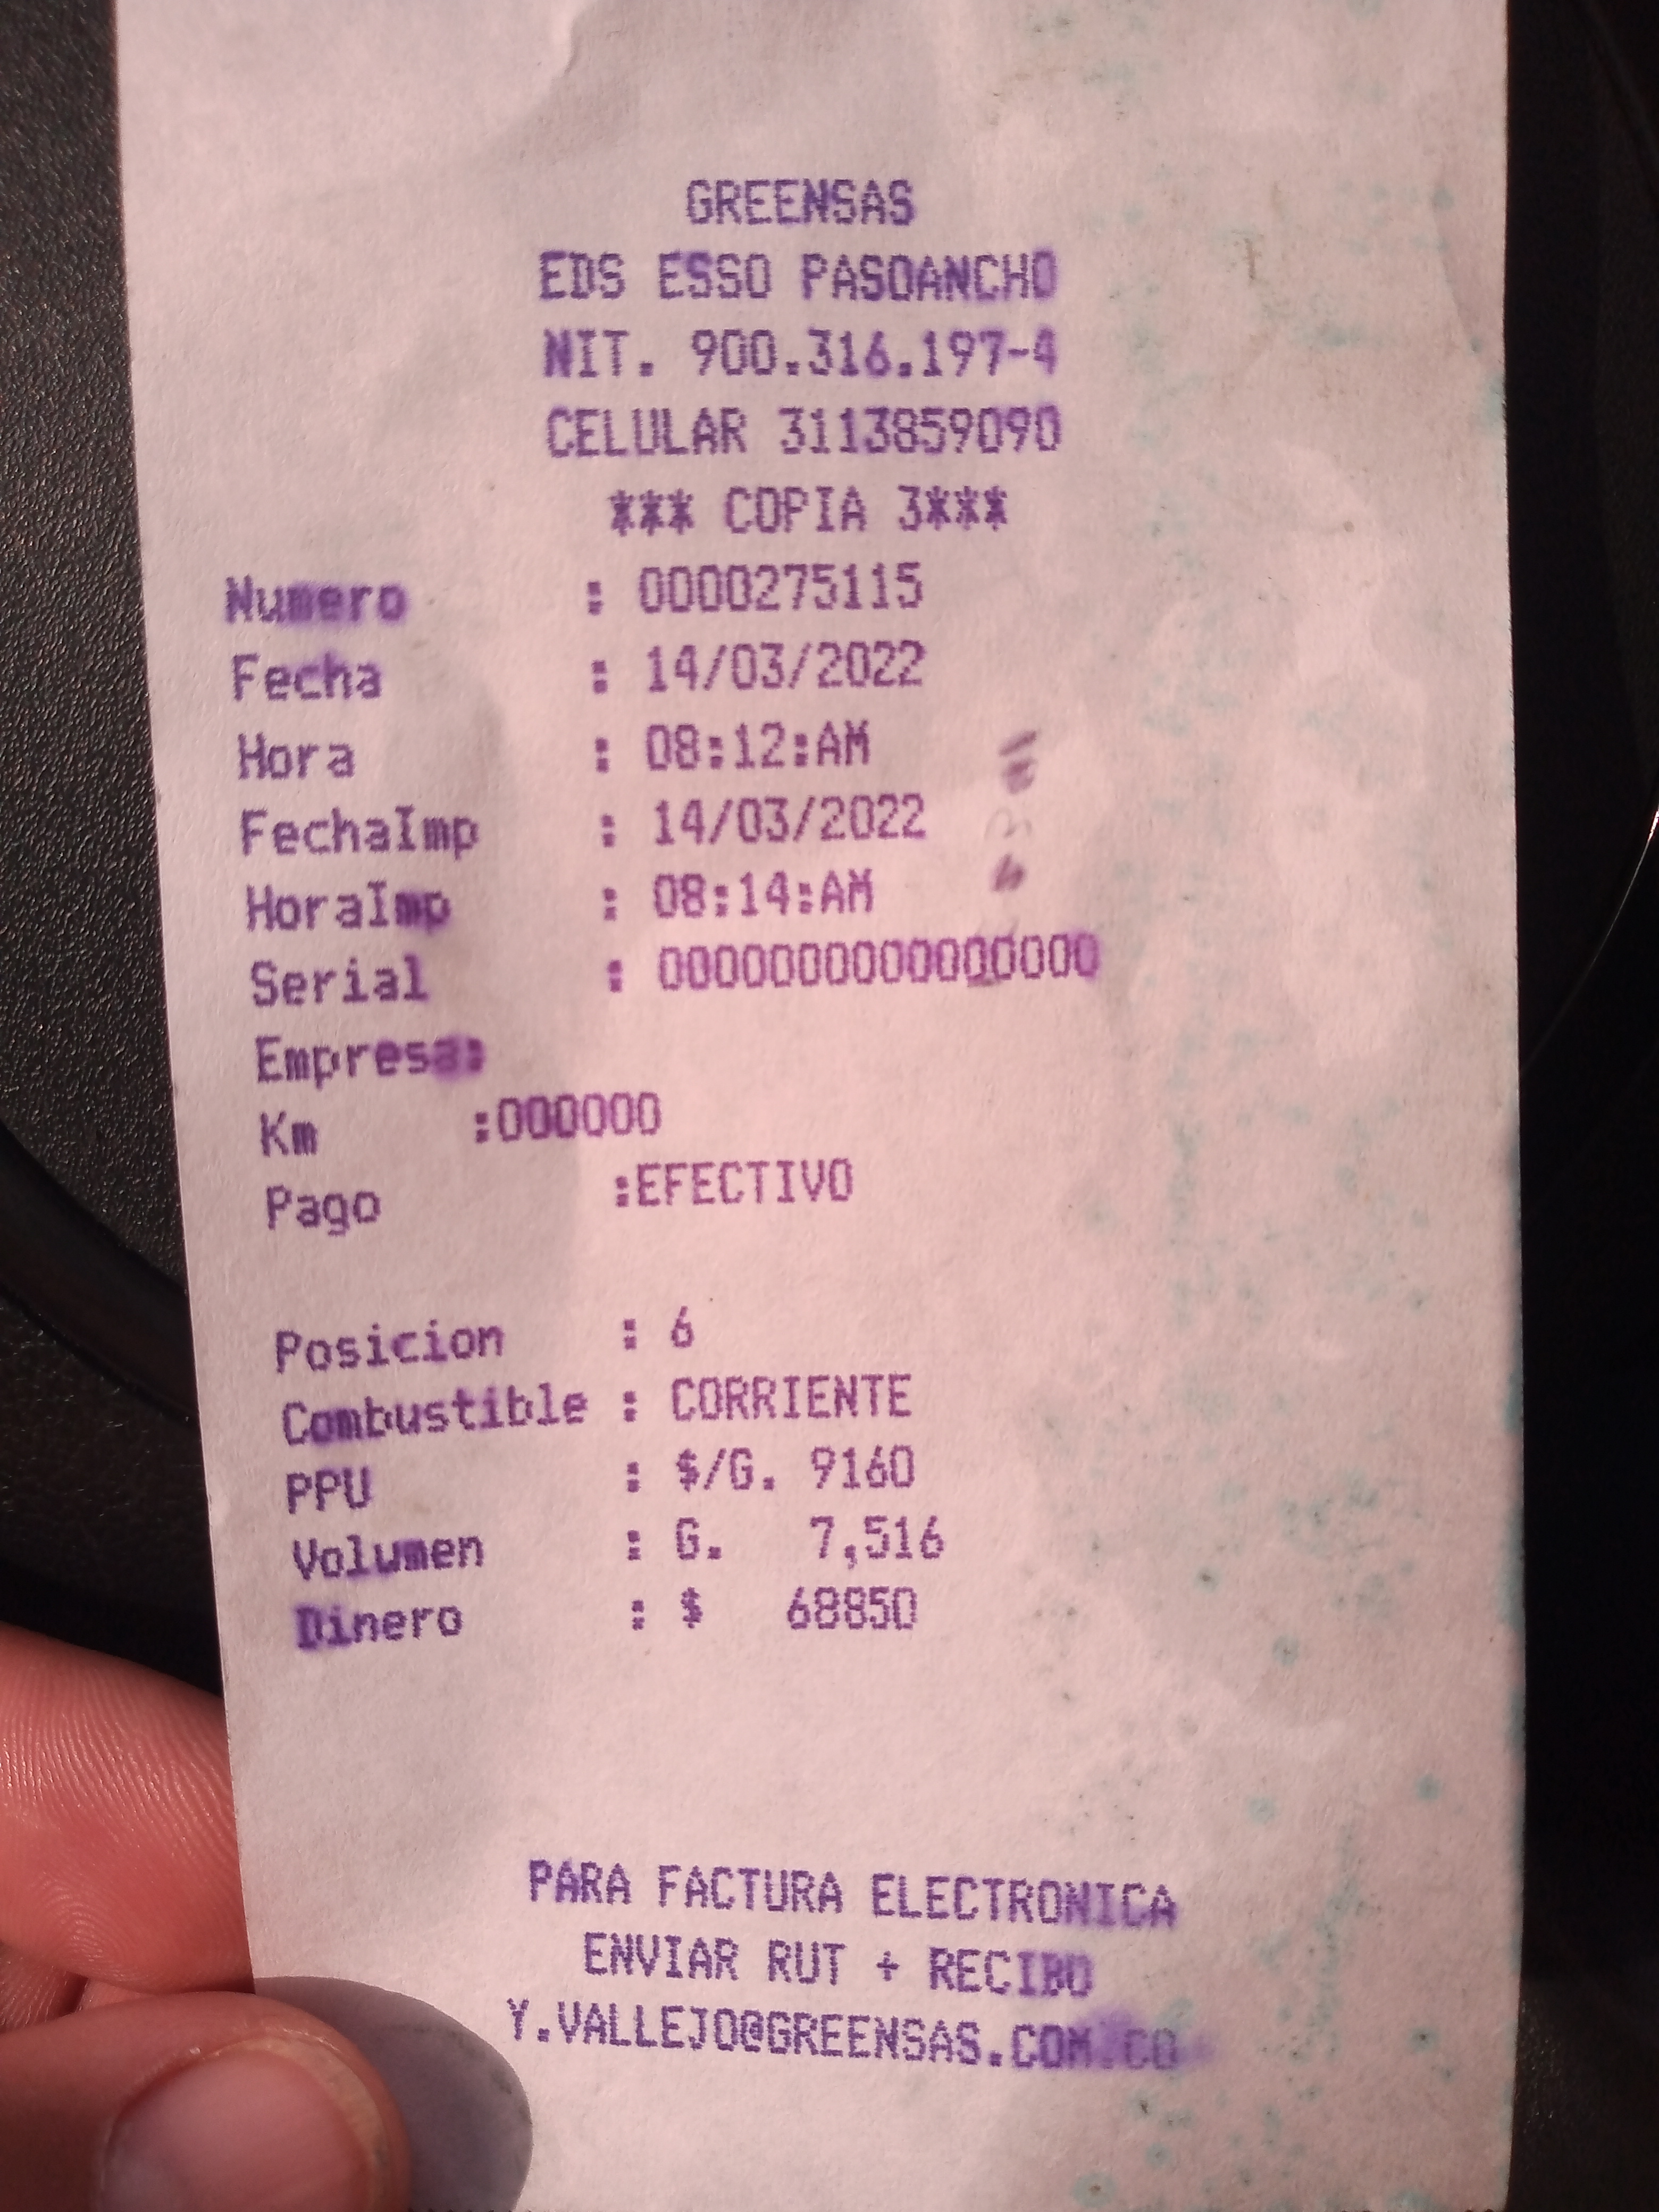 GREENSAS
EDS ESSO PASOANCHO
NIT. 900.316.197-4
CELULAR 3113859090
*** COPIA 3***
Numero : 0000275115
Fecha : 14/03/2022
Hora : 08:12:AM
FechaImp : 14/03/2022
HoraImp : 08:14:AM
Serial : 0000000000000000
Empresa:
Km :000000
Pago :EFECTIVO
Posicion : 6
Combustible : CORRIENTE
PPU : $/G. 9160
Volumen : G. 7,516
Dinero : $ 68850
PARA FACTURA ELECTRONICA
ENVIAR RUT + RECIBO
Y.VALLEJO@GREENSAS.COM.CO